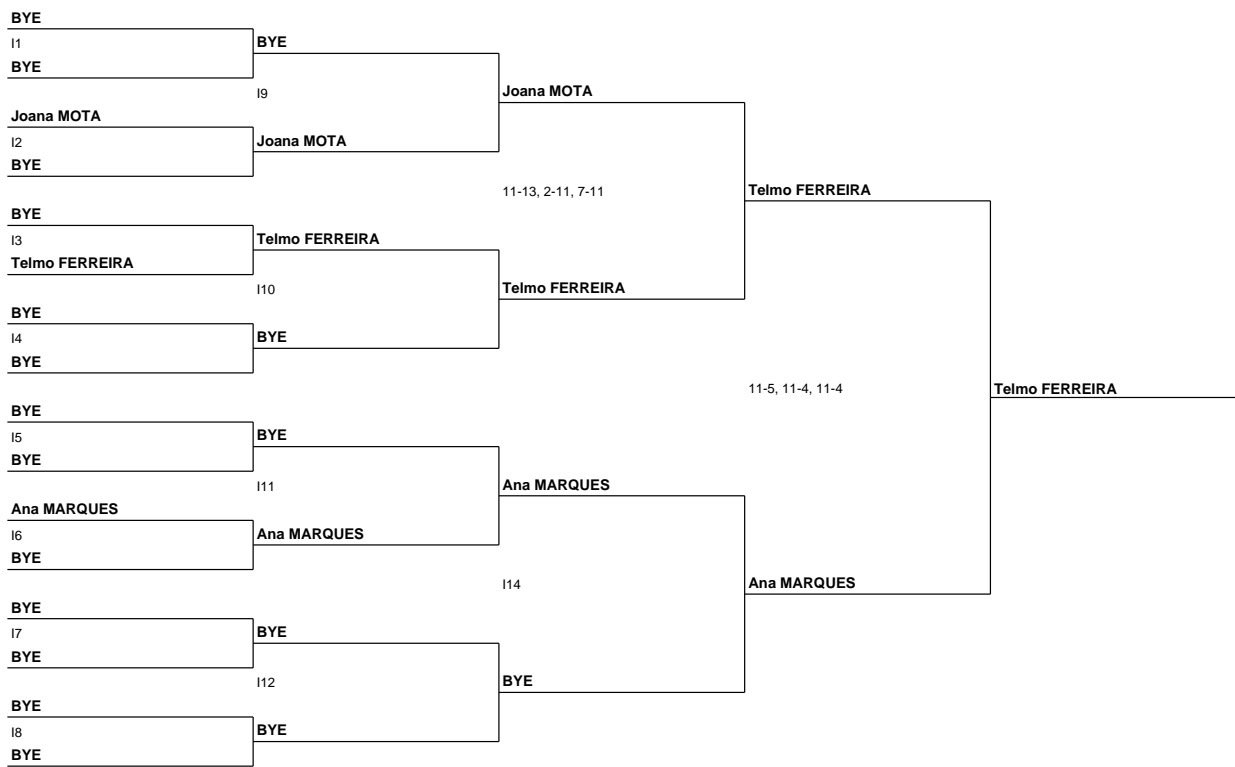 BYE
I1
BYE
BYE
I9
Joana MOTA
Joana MOTA
I2
Joana MOTA
BYE
11-13, 2-11, 7-11
Telmo FERREIRA
BYE
I3
Telmo FERREIRA
Telmo FERREIRA
I10
Telmo FERREIRA
BYE
I4
BYE
BYE
11-5, 11-4, 11-4
Telmo FERREIRA
BYE
I5
BYE
BYE
I11
Ana MARQUES
Ana MARQUES
I6
Ana MARQUES
BYE
I14
Ana MARQUES
BYE
I7
BYE
BYE
I12
BYE
BYE
I8
BYE
BYE